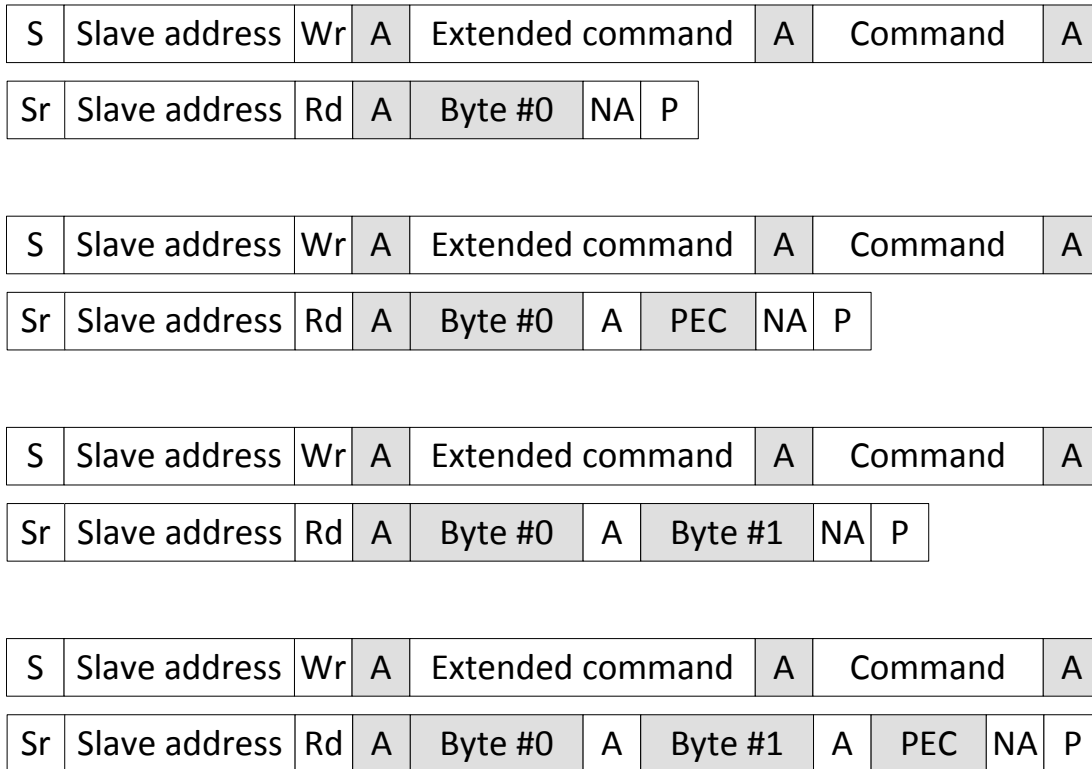 S Slave address Wr A Extended command A Command A
Sr Slave address Rd A Byte #0 NA P
S Slave address Wr A Extended command A Command A
Sr Slave address Rd A Byte #0 A PEC NA P
S Slave address Wr A Extended command A Command A
Sr Slave address Rd A Byte #0 A Byte #1 NA P
S Slave address Wr A Extended command A Command A
Sr Slave address Rd A Byte #0 A Byte #1 A PEC NA P